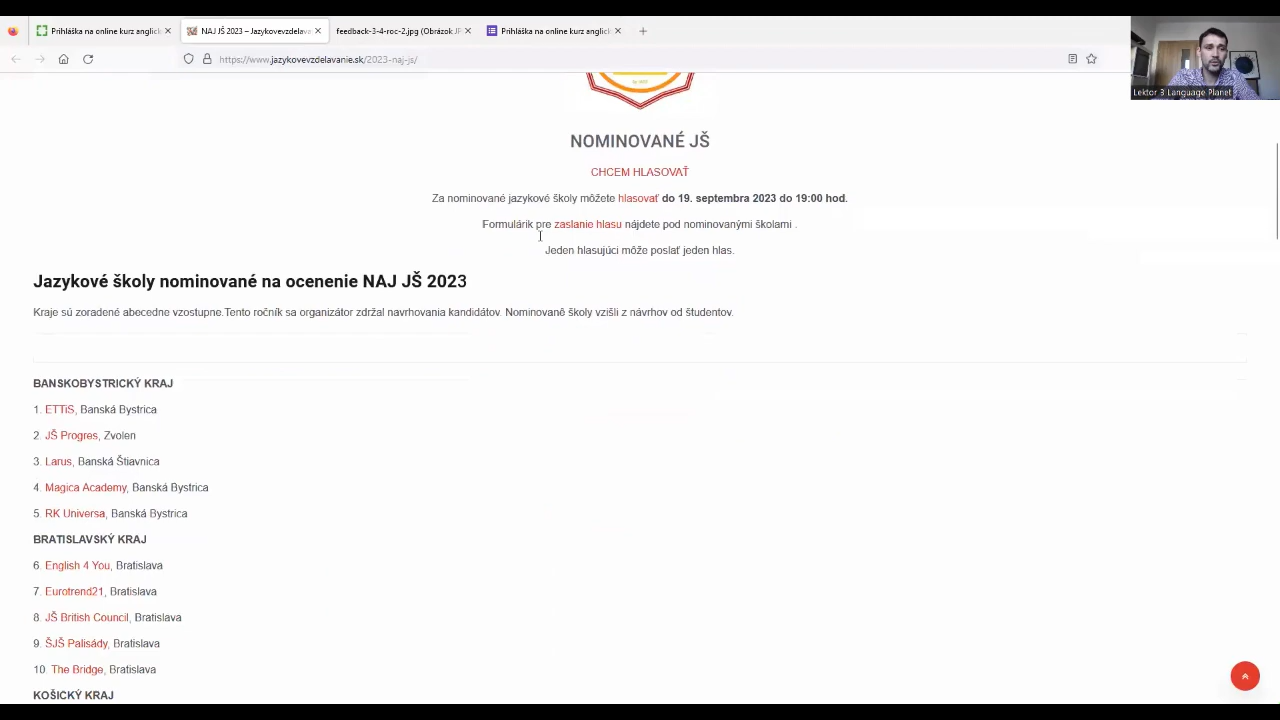 Prihláška na online kurz anglick
NAJ JŠ 2023 – Jazykovevzdelava
feedback-3-4-roc-2.jpg (Obrázok JP
Prihláška na online kurz anglick
https://www.jazykovevzdelavanie.sk/2023-naj-js/
Lektor 3 Language Planet
NOMINOVANÉ JŠ
CHCEM HLASOVAŤ
Za nominované jazykové školy môžete hlasovať do 19. septembra 2023 do 19:00 hod.
Formulárik pre zaslanie hlasu nájdete pod nominovanými školami .
Jeden hlasujúci môže poslať jeden hlas.
Jazykové školy nominované na ocenenie NAJ JŠ 2023
Kraje sú zoradené abecedne vzostupne.Tento ročník sa organizátor zdržal navrhovania kandidátov. Nominovaně školy vzišli z návrhov od študentov.
BANSKOBYSTRICKÝ KRAJ
1. ETTiS, Banská Bystrica
2. JŠ Progres, Zvolen
3. Larus, Banská Štiavnica
4. Magica Academy, Banská Bystrica
5. RK Universa, Banská Bystrica
BRATISLAVSKÝ KRAJ
6. English 4 You, Bratislava
7. Eurotrend21, Bratislava
8. JŠ British Council, Bratislava
9. ŠJŠ Palisády, Bratislava
10. The Bridge, Bratislava
KOŠICKÝ KRAJ